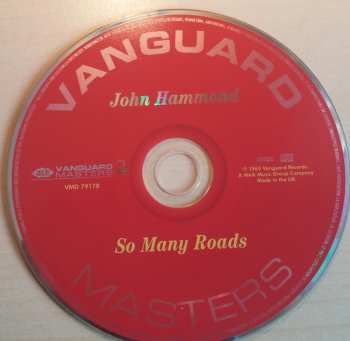 VANGUARD
John Hammond
VANGUARD
MASTERS
VMD 79178
℗ 1965 Vanguard Records
A Welk Music Group Company
Made in the UK
So Many Roads
MASTERS